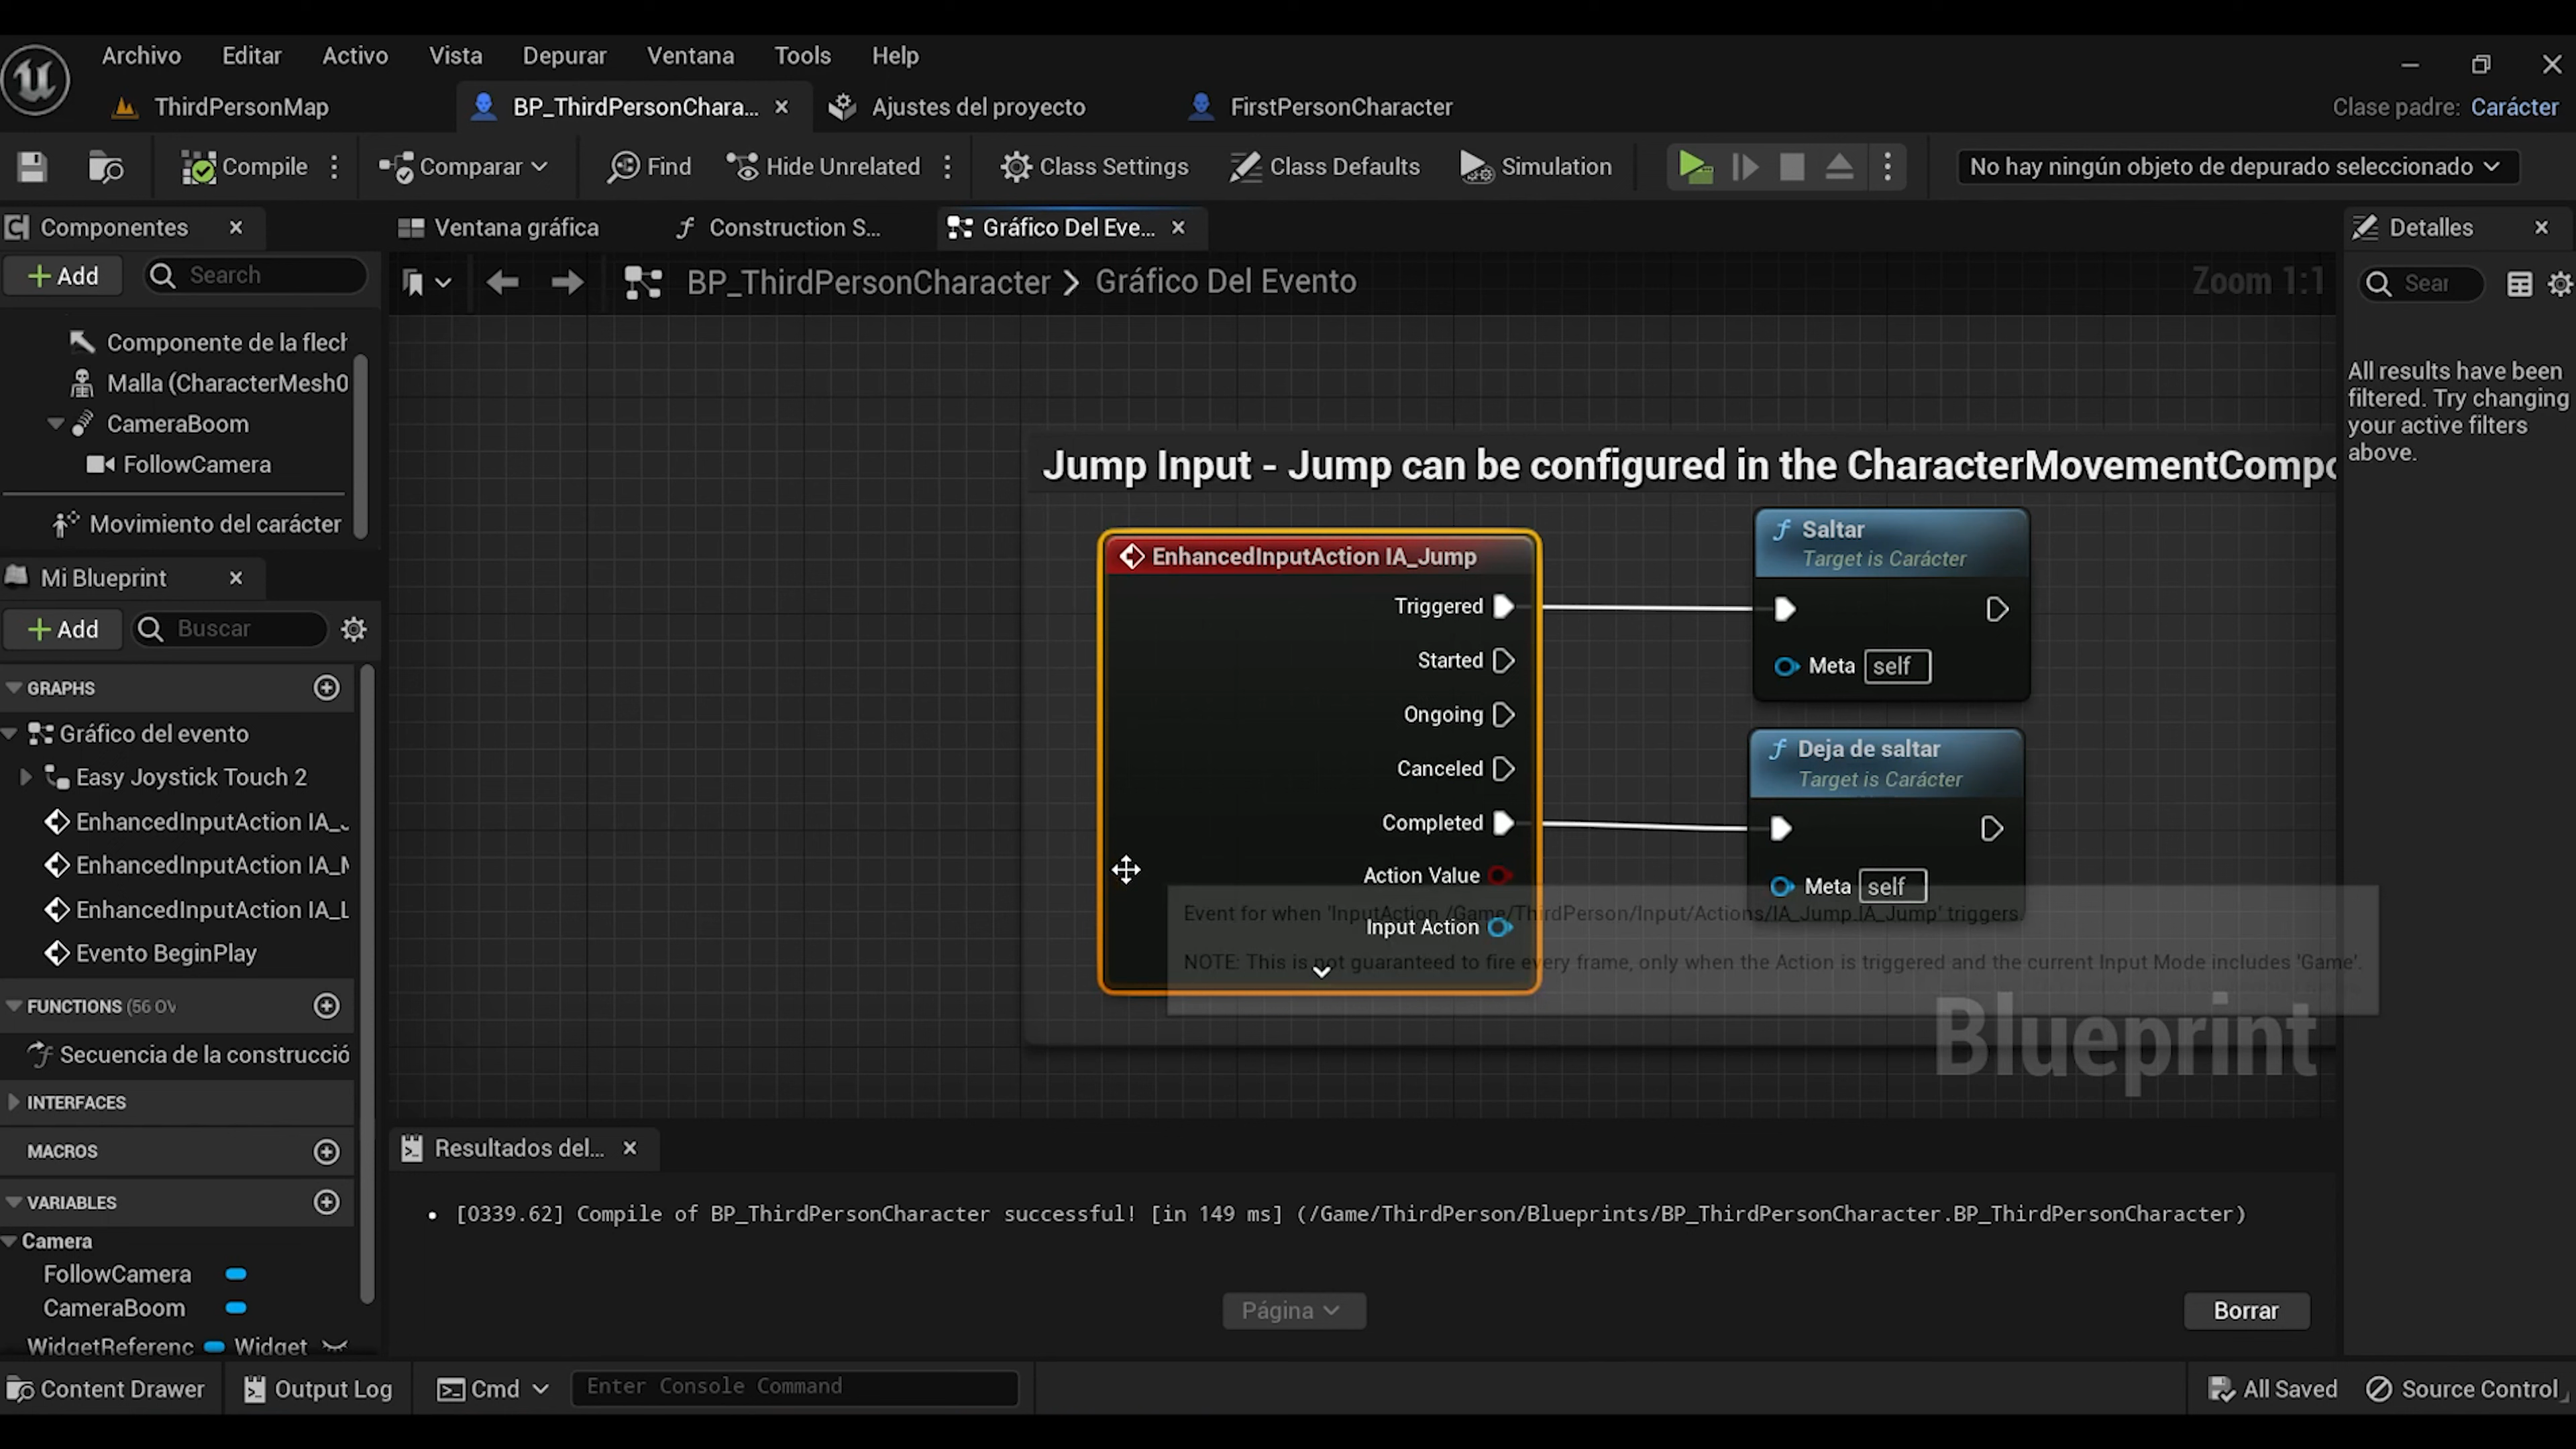 Archivo Editar Activo Vista Depurar Ventana Tools Help
ThirdPersonMap BP_ThirdPersonChara... Ajustes del proyecto FirstPersonCharacter Clase padre: Carácter
Compile Comparar Find Hide Unrelated Class Settings Class Defaults Simulation No hay ningún objeto de depurado seleccionado
Componentes Ventana gráfica Construction S... Gráfico Del Eve... Detalles
Add Search BP_ThirdPersonCharacter > Gráfico Del Evento Zoom 1:1 Sear
Componente de la flech
Malla (CharacterMesh0
CameraBoom
FollowCamera
Movimiento del carácter
All results have been
filtered. Try changing
your active filters
above.
Jump Input - Jump can be configured in the CharacterMovementCompo
EnhancedInputAction IA_Jump
Triggered
Started
Ongoing
Canceled
Completed
Action Value
Input Action
Saltar
Target is Carácter
Meta self
Deja de saltar
Target is Carácter
Meta self
Event for when 'InputAction /Game/ThirdPerson/Input/Actions/IA_Jump.IA_Jump' triggers
NOTE: This is not guaranteed to fire every frame, only when the Action is triggered and the current Input Mode includes 'Game'.
Blueprint
Mi Blueprint
Add Buscar
GRAPHS
Gráfico del evento
Easy Joystick Touch 2
EnhancedInputAction IA_J
EnhancedInputAction IA_M
EnhancedInputAction IA_L
Evento BeginPlay
FUNCTIONS (56 OV
Secuencia de la construcció
INTERFACES
MACROS
VARIABLES
Camera
FollowCamera
CameraBoom
WidgetReferenc Widget
Resultados del...
• [0339.62] Compile of BP_ThirdPersonCharacter successful! [in 149 ms] (/Game/ThirdPerson/Blueprints/BP_ThirdPersonCharacter.BP_ThirdPersonCharacter)
Página Borrar
Content Drawer Output Log Cmd Enter Console Command All Saved Source Control